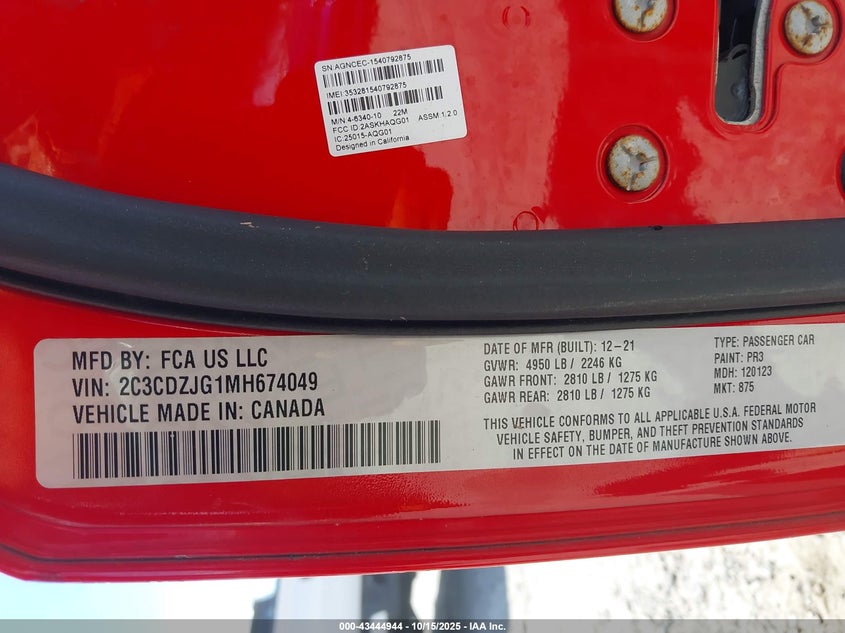 SN:AGNCEC-1540792875
IMEI:353281540792875
M/N 4-6340-10 22M
FCC ID:2ASKHAQG01 ASSM 1.2.0
IC:25015-AQG01
Designed in California
MFD BY: FCA US LLC
VIN: 2C3CDZJG1MH674049
VEHICLE MADE IN: CANADA
DATE OF MFR (BUILT): 12-21
GVWR: 4950 LB / 2246 KG
GAWR FRONT: 2810 LB / 1275 KG
GAWR REAR: 2810 LB / 1275 KG
TYPE: PASSENGER CAR
PAINT: PR3
MDH: 120123
MKT: 875
THIS VEHICLE CONFORMS TO ALL APPLICABLE U.S.A. FEDERAL MOTOR
VEHICLE SAFETY, BUMPER, AND THEFT PREVENTION STANDARDS
IN EFFECT ON THE DATE OF MANUFACTURE SHOWN ABOVE.
000-43444944 | 10/15/2025 - IAA Inc.